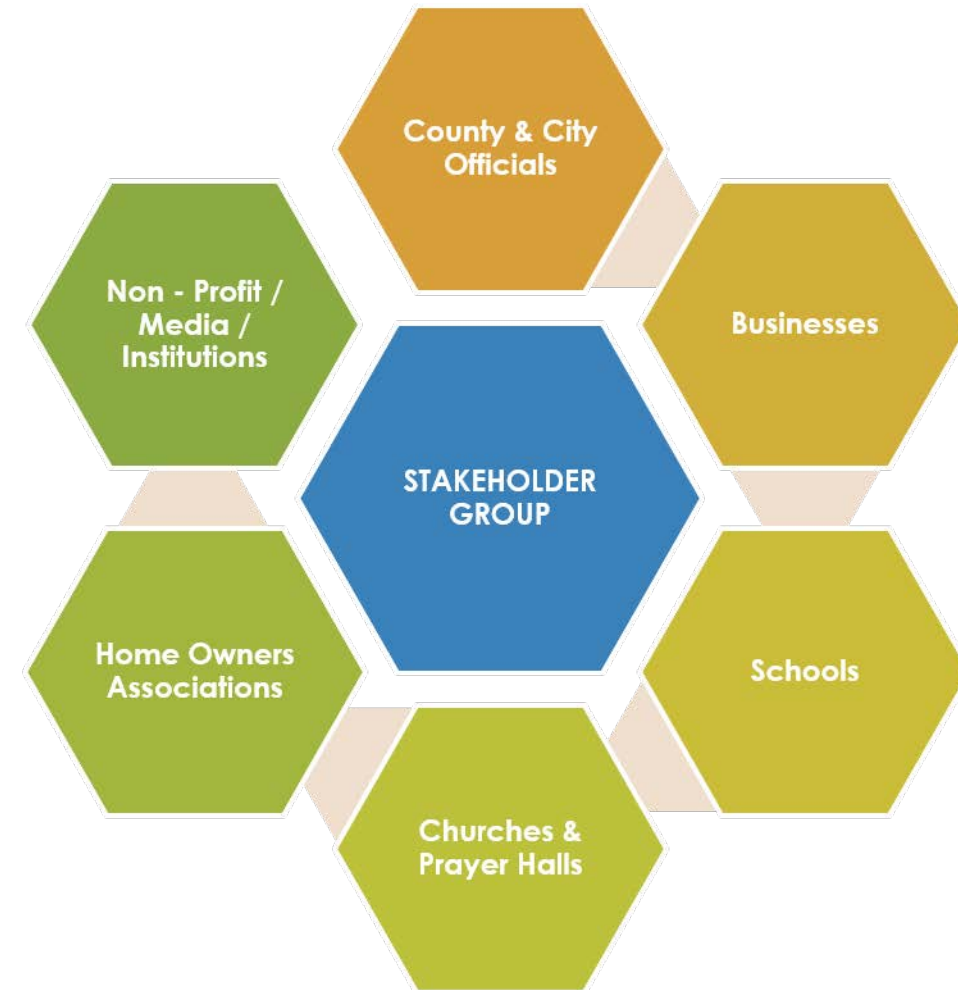 County & City
Officials
Non - Profit /
Media /
Institutions
Businesses
STAKEHOLDER
GROUP
Home Owners
Associations
Schools
Churches &
Prayer Halls